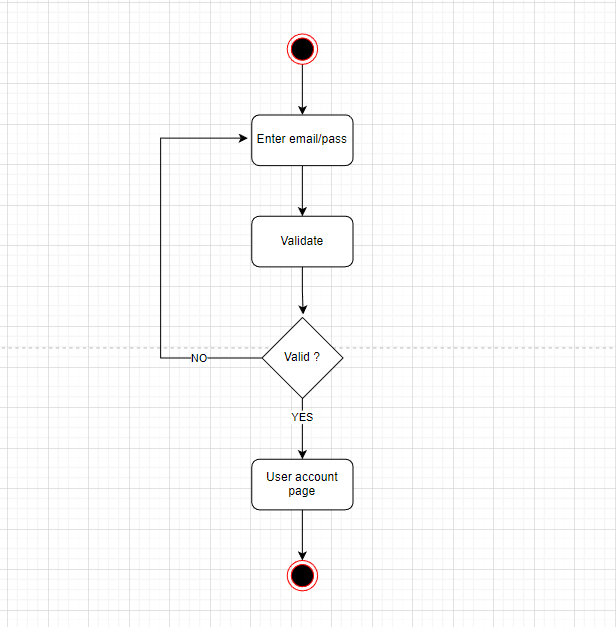 Enter email/pass
Validate
Valid ?
NO
YES
User account
page